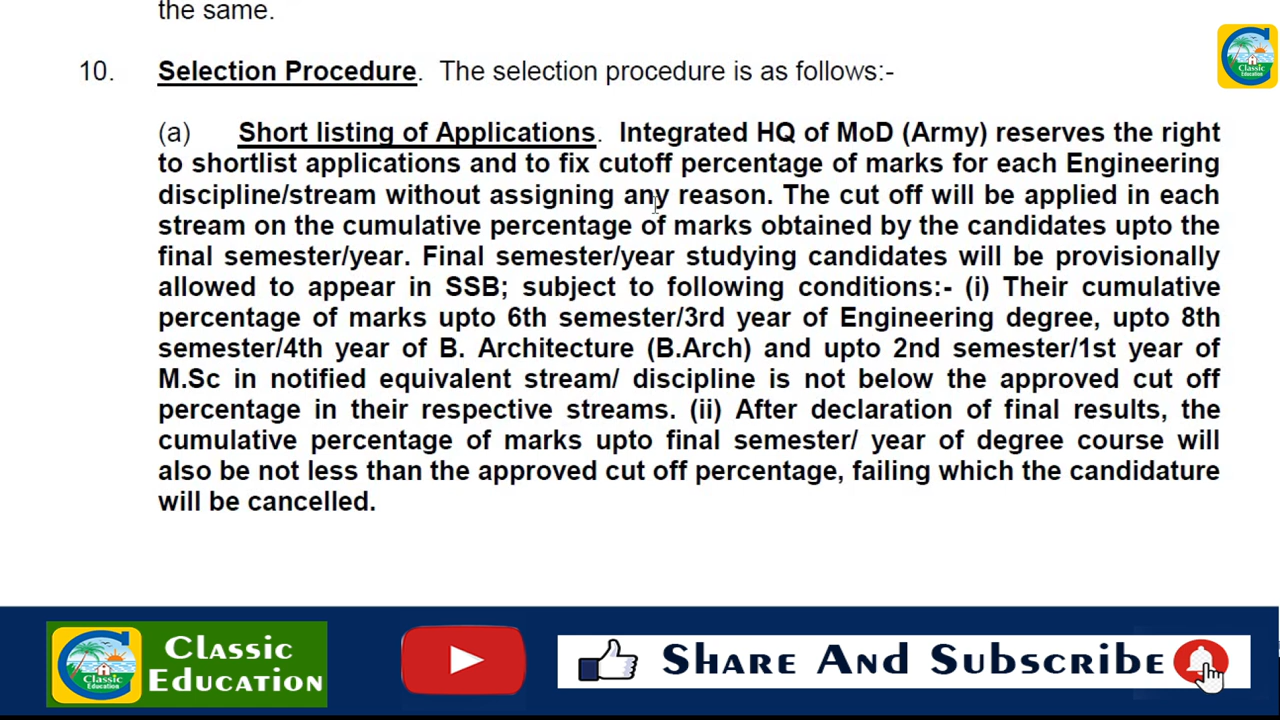 the same.
10. Selection Procedure. The selection procedure is as follows:-
(a) Short listing of Applications. Integrated HQ of MoD (Army) reserves the right
to shortlist applications and to fix cutoff percentage of marks for each Engineering
discipline/stream without assigning any reason. The cut off will be applied in each
stream on the cumulative percentage of marks obtained by the candidates upto the
final semester/year. Final semester/year studying candidates will be provisionally
allowed to appear in SSB; subject to following conditions:- (i) Their cumulative
percentage of marks upto 6th semester/3rd year of Engineering degree, upto 8th
semester/4th year of B. Architecture (B.Arch) and upto 2nd semester/1st year of
M.Sc in notified equivalent stream/ discipline is not below the approved cut off
percentage in their respective streams. (ii) After declaration of final results, the
cumulative percentage of marks upto final semester/ year of degree course will
also be not less than the approved cut off percentage, failing which the candidature
will be cancelled.
Classic
Education
Classic
Education
Classic
Education
Share And Subscribe